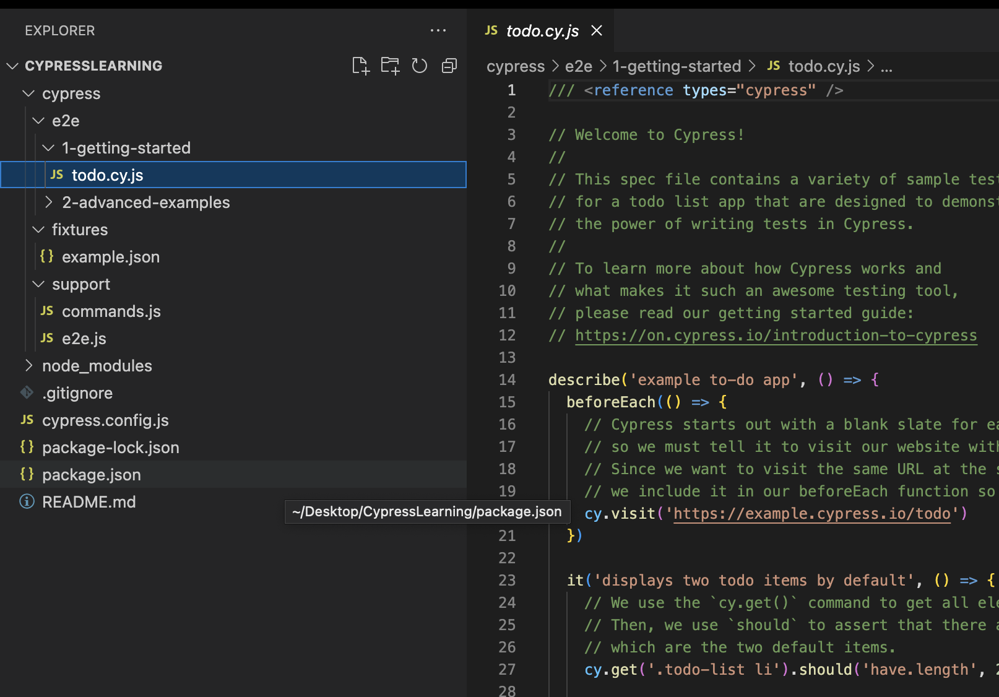 EXPLORER
CYPRESSLEARNING
cypress
e2e
1-getting-started
JS todo.cy.js
2-advanced-examples
fixtures
{} example.json
support
JS commands.js
JS e2e.js
node_modules
.gitignore
JS cypress.config.js
{} package-lock.json
{} package.json
README.md
~/Desktop/CypressLearning/package.json
JS todo.cy.js
cypress > e2e > 1-getting-started > JS todo.cy.js > ...
1 /// <reference types="cypress" />
2
3 // Welcome to Cypress!
4 //
5 // This spec file contains a variety of sample test
6 // for a todo list app that are designed to demonst
7 // the power of writing tests in Cypress.
8 //
9 // To learn more about how Cypress works and
10 // what makes it such an awesome testing tool,
11 // please read our getting started guide:
12 // https://on.cypress.io/introduction-to-cypress
13
14 describe('example to-do app', () => {
15 beforeEach(() => {
16 // Cypress starts out with a blank slate for ea
17 // so we must tell it to visit our website with
18 // Since we want to visit the same URL at the s
19 // we include it in our beforeEach function so
cy.visit('https://example.cypress.io/todo')
21 })
22
23 it('displays two todo items by default', () => {
24 // We use the `cy.get()` command to get all ele
25 // Then, we use `should` to assert that there a
26 // which are the two default items.
27 cy.get('.todo-list li').should('have.length', 2
28